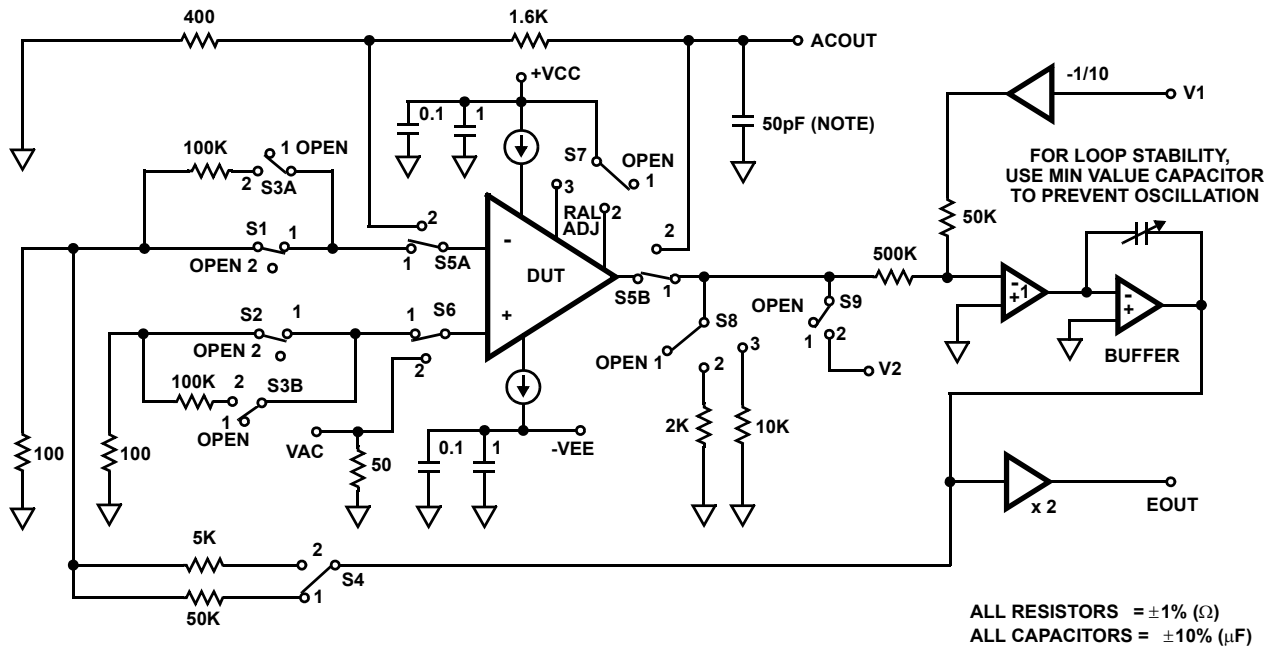 400
1.6K
ACOUT
+VCC
-1/10
V1
0.1
1
50pF (NOTE)
FOR LOOP STABILITY,
USE MIN VALUE CAPACITOR
TO PREVENT OSCILLATION
100K
1 OPEN
2
S3A
S7
OPEN
1
3
RAL
ADJ
2
S1
1
OPEN 2
2
1
S5A
-
DUT
+
2
S5B
1
50K
500K
-
+1
-
+
BUFFER
S2
1
OPEN 2
1
S6
2
100K
2
S3B
1
OPEN
S8
OPEN 1
2
3
OPEN
S9
1
2
V2
100
100
VAC
50
0.1
1
-VEE
2K
10K
x 2
EOUT
5K
2
S4
1
50K
ALL RESISTORS = ±1% (Ω)
ALL CAPACITORS = ±10% (µF)